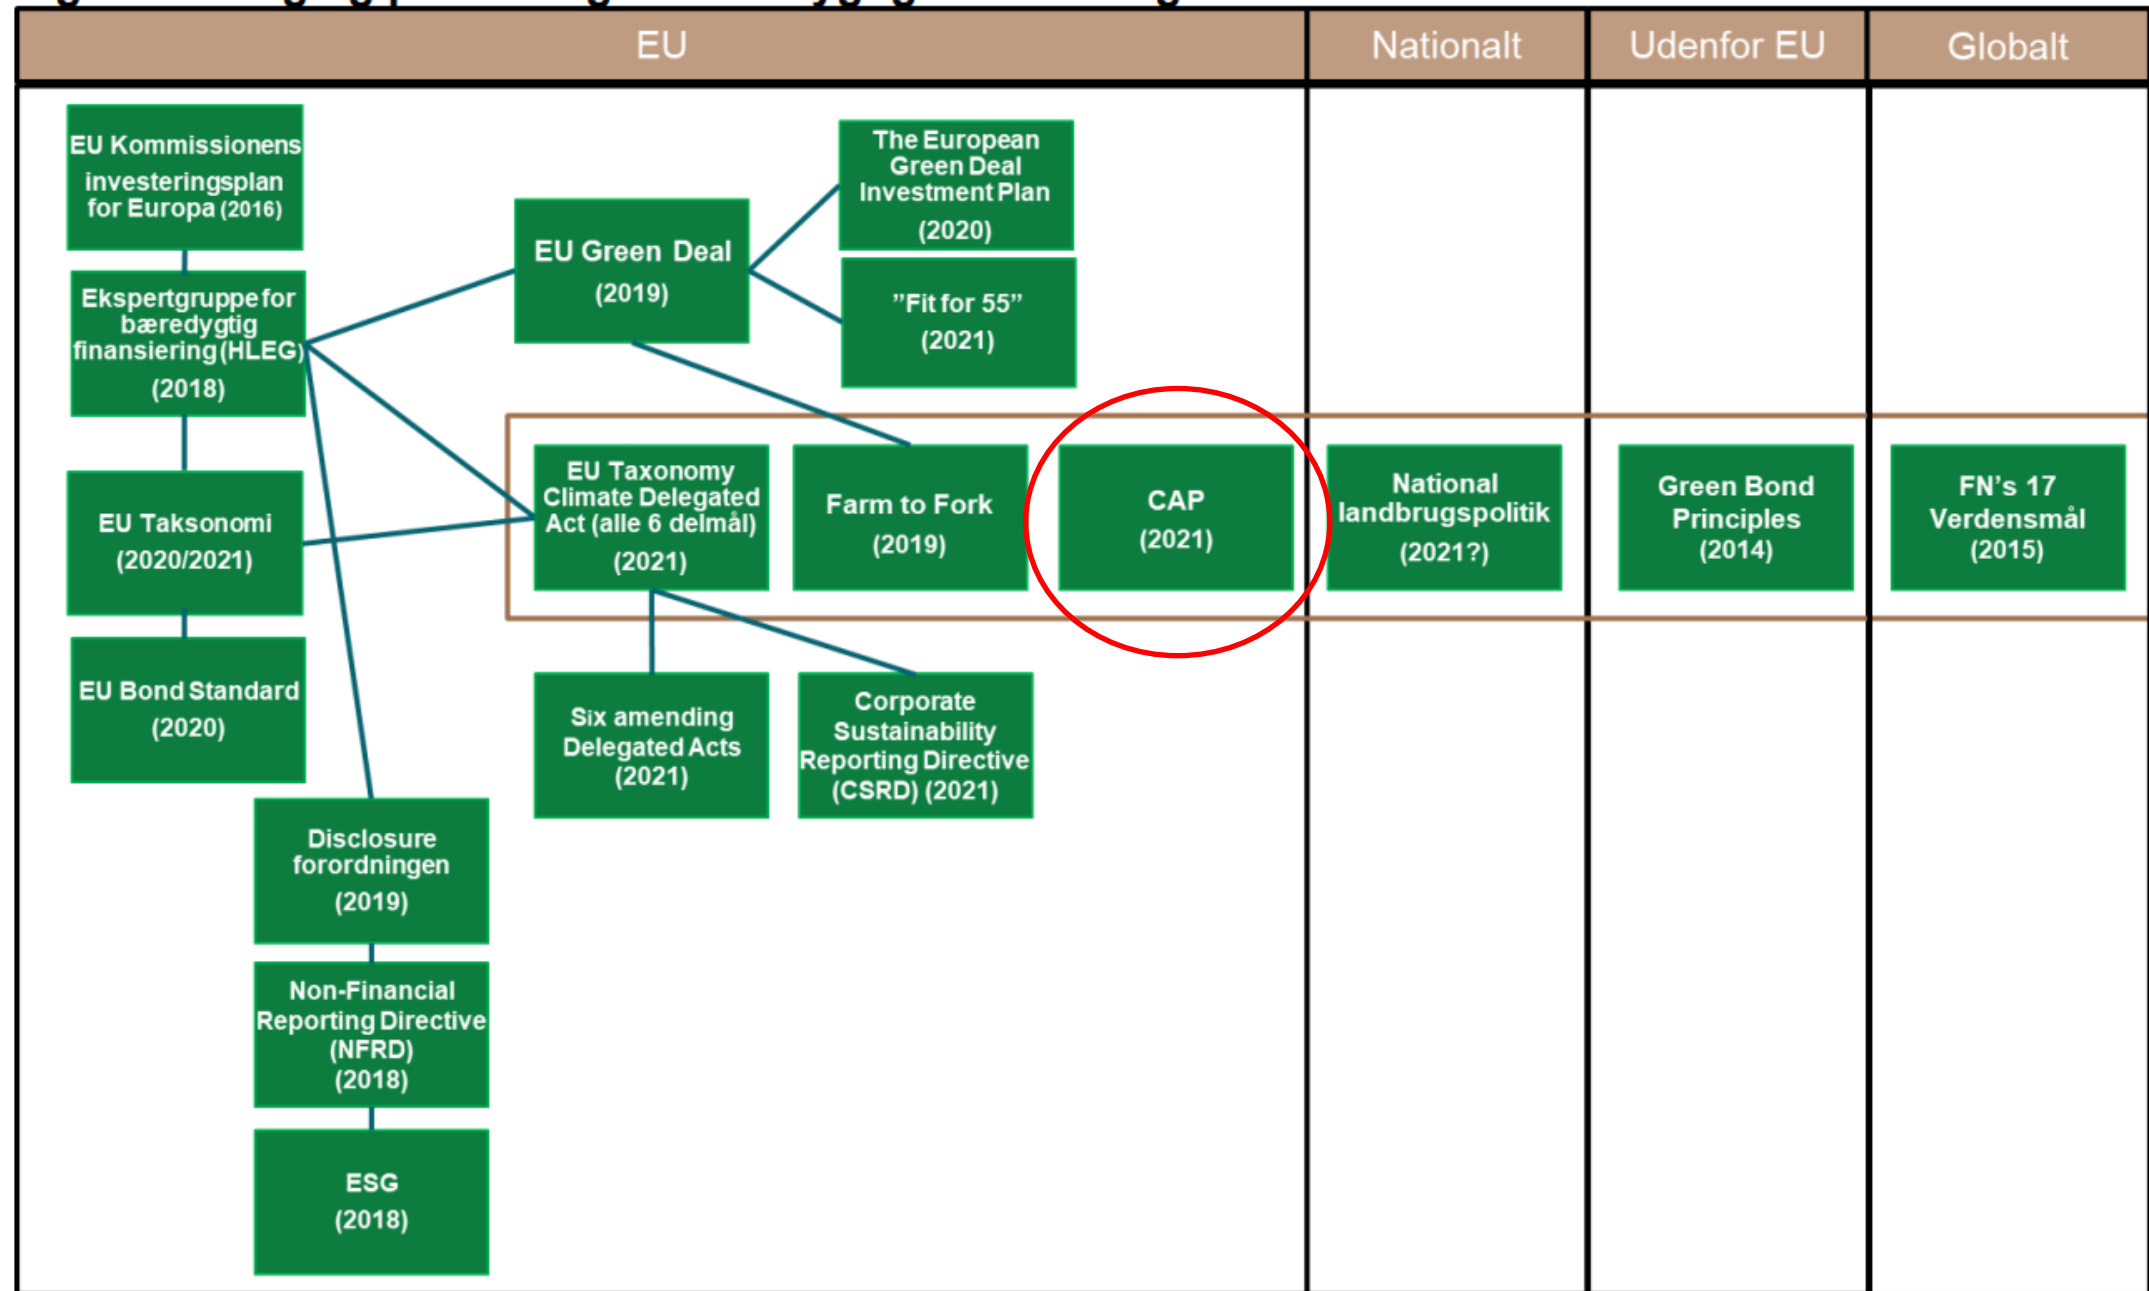 EU
Nationalt
Udenfor EU
Globalt
EU Kommissionens
investeringsplan
for Europa (2016)
Ekspertgruppe for
bæredygtig
finansiering (HLEG)
(2018)
EU Taksonomi
(2020/2021)
EU Bond Standard
(2020)
Disclosure
forordningen
(2019)
Non-Financial
Reporting Directive
(NFRD)
(2018)
ESG
(2018)
EU Green Deal
(2019)
The European
Green Deal
Investment Plan
(2020)
”Fit for 55”
(2021)
EU Taxonomy
Climate Delegated
Act (alle 6 delmål)
(2021)
Farm to Fork
(2019)
CAP
(2021)
Six amending
Delegated Acts
(2021)
Corporate
Sustainability
Reporting Directive
(CSRD) (2021)
National
landbrugspolitik
(2021?)
Green Bond
Principles
(2014)
FN’s 17
Verdensmål
(2015)